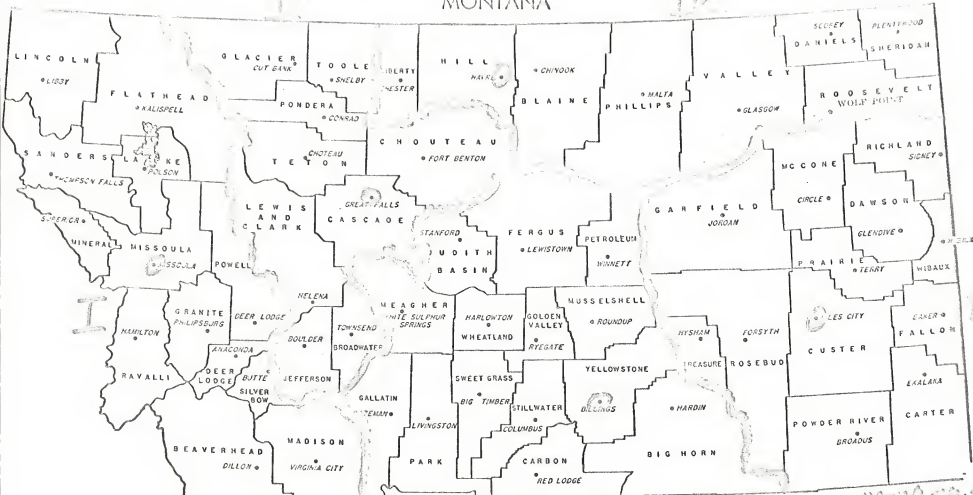 MONTANA
LINCOLN
LIBBY
FLATHEAD
KALISPELL
GLACIER
CUT BANK
TOOLE
SHELBY
HILL
CHINOOK
BLAINE
PHILLIPS
MALTA
VALLEY
GLASGOW
SCOBEY
DANIELS
PLENTYWOOD
SHERIDAN
ROOSEVELT
WOLF POINT
PONDERA
CONRAD
TETON
CHOTEAU
CHOUTEAU
FORT BENTON
SANDERS
THOMPSON FALLS
POLSON
LEWIS
AND
CLARK
GREAT FALLS
CASCADE
STANFORD
JUDITH
BASIN
FERGUS
LEWISTOWN
PETROLEUM
WINNETT
GARFIELD
JORDAN
MCCONE
CIRCLE
RICHLAND
SIDNEY
DAWSON
GLENDIVE
PRAIRIE
TERRY
WIBAUX
MINERAL
MISSOULA
POWELL
HELENA
GRANITE
PHILIPSBURG
DEER LODGE
HAMILTON
RAVALLI
ANACONDA
DEER
LODGE
BUTTE
SILVER
BOW
BOULDER
JEFFERSON
TOWNSEND
BROADWATER
MEAGHER
WHITE SULPHUR
SPRINGS
HARLOWTON
WHEATLAND
GOLDEN
VALLEY
RYEGATE
MUSSELSHELL
ROUNDUP
HYSHAM
TREASURE
FORSYTH
ROSEBUD
LES CITY
CUSTER
BAKER
FALLON
EKALAKA
CARTER
GALLATIN
LIVINGSTON
PARK
SWEET GRASS
BIG TIMBER
STILLWATER
COLUMBUS
YELLOWSTONE
BILLINGS
HARDIN
BIG HORN
POWDER RIVER
BROADUS
BEAVERHEAD
DILLON
MADISON
VIRGINIA CITY
CARBON
RED LODGE